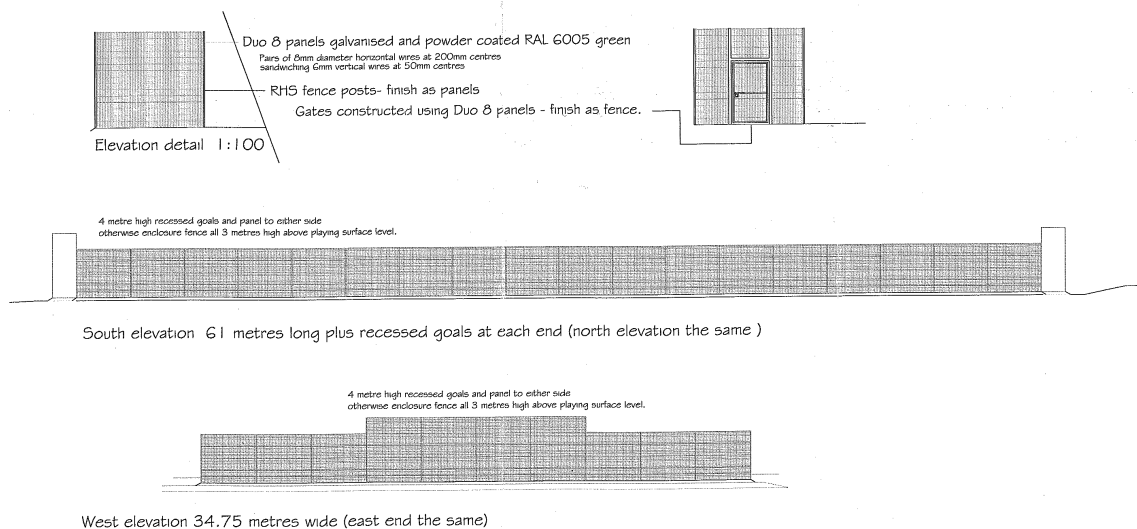 Duo 8 panels galvanised and powder coated RAL 6005 green
Pairs of 8mm diameter horizontal wires at 200mm centres
sandwiching 6mm vertical wires at 50mm centres
RHS fence posts- finish as panels
Gates constructed using Duo 8 panels - finish as fence.
Elevation detail 1:100
4 metre high recessed goals and panel to either side
otherwise enclosure fence all 3 metres high above playing surface level.
South elevation 61 metres long plus recessed goals at each end (north elevation the same )
4 metre high recessed goals and panel to either side
otherwise enclosure fence all 3 metres high above playing surface level.
West elevation 34.75 metres wide (east end the same)